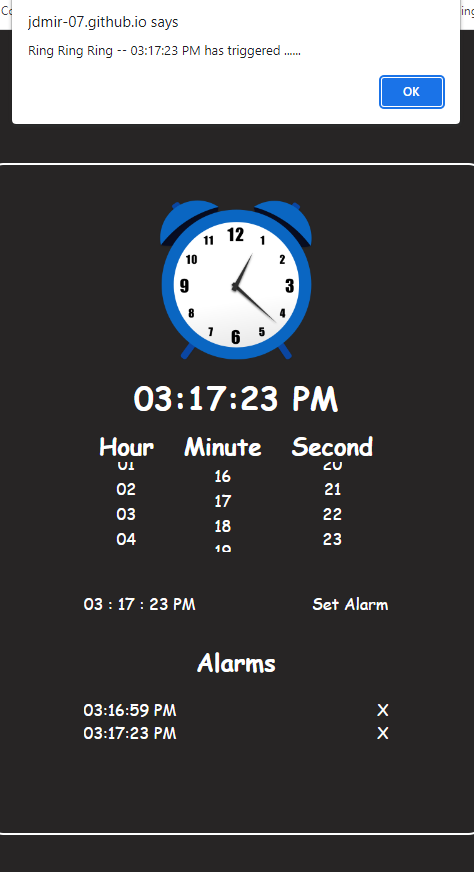 jdmir-07.github.io says
Ring Ring Ring -- 03:17:23 PM has triggered ......
OK
12
11 1
10 2
9 3
8 4
7 5
6
03:17:23 PM
Hour Minute Second
01 20
16
02 21
17
03 22
18
04 23
19
03 : 17 : 23 PM Set Alarm
Alarms
03:16:59 PM X
03:17:23 PM X